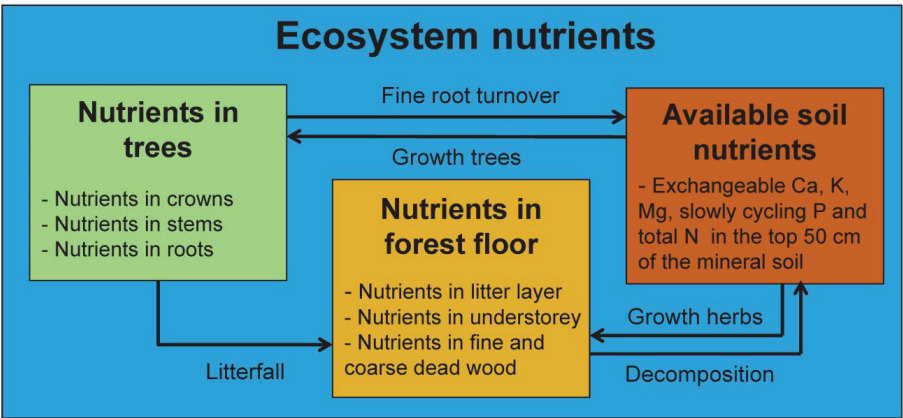 Ecosystem nutrients
Fine root turnover
Nutrients in
trees
- Nutrients in crowns
- Nutrients in stems
- Nutrients in roots
Growth trees
Available soil
nutrients
- Exchangeable Ca, K,
Mg, slowly cycling P and
total N in the top 50 cm
of the mineral soil
Nutrients in
forest floor
- Nutrients in litter layer
- Nutrients in understorey
- Nutrients in fine and
coarse dead wood
Growth herbs
Litterfall
Decomposition